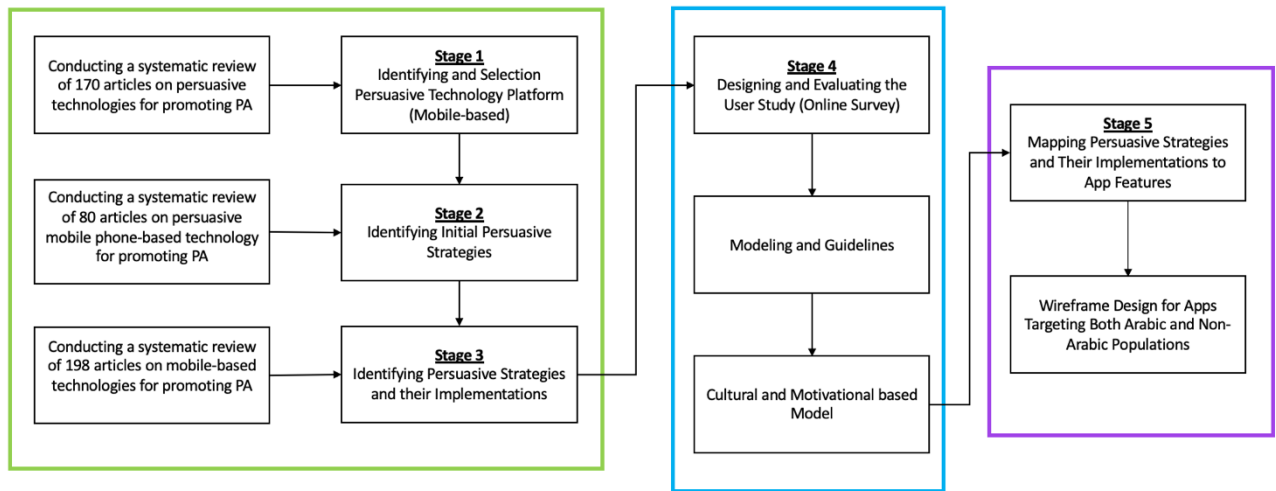 Conducting a systematic review
of 170 articles on persuasive
technologies for promoting PA
Stage 1
Identifying and Selection
Persuasive Technology Platform
(Mobile-based)
Conducting a systematic review
of 80 articles on persuasive
mobile phone-based technology
for promoting PA
Stage 2
Identifying Initial Persuasive
Strategies
Conducting a systematic review
of 198 articles on mobile-based
technologies for promoting PA
Stage 3
Identifying Persuasive Strategies
and their Implementations
Stage 4
Designing and Evaluating the
User Study (Online Survey)
Modeling and Guidelines
Cultural and Motivational based
Model
Stage 5
Mapping Persuasive Strategies
and Their Implementations to
App Features
Wireframe Design for Apps
Targeting Both Arabic and Non-
Arabic Populations